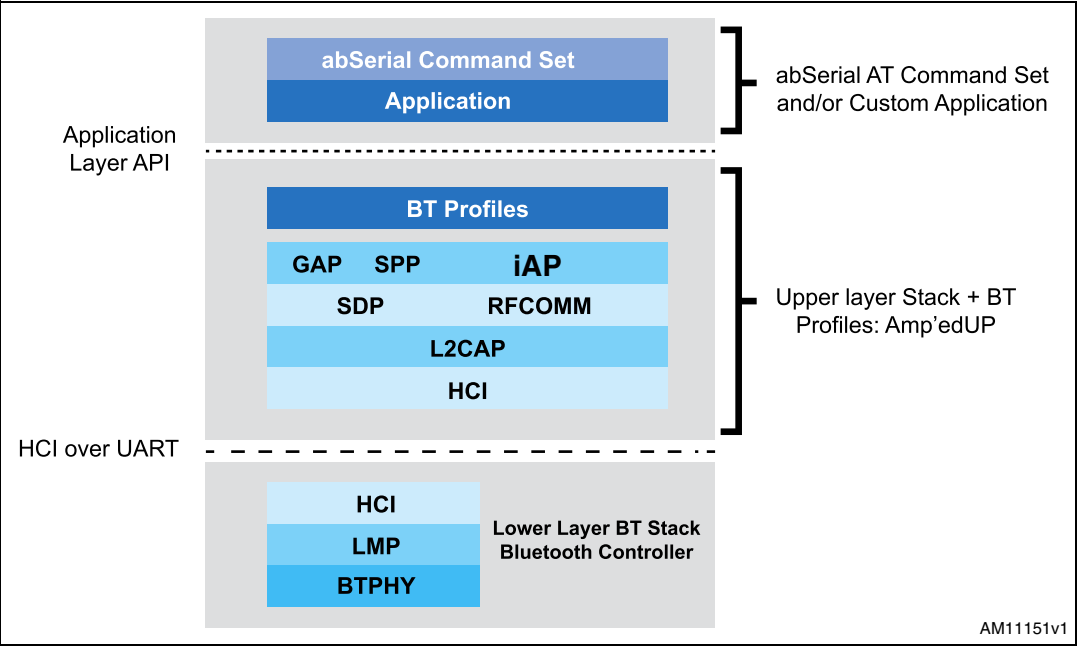 abSerial Command Set
Application
abSerial AT Command Set
and/or Custom Application
Application
Layer API
BT Profiles
GAP SPP iAP
SDP RFCOMM
L2CAP
HCI
Upper layer Stack + BT
Profiles: Amp'edUP
HCI over UART
HCI
LMP
BTPHY
Lower Layer BT Stack
Bluetooth Controller
AM11151v1